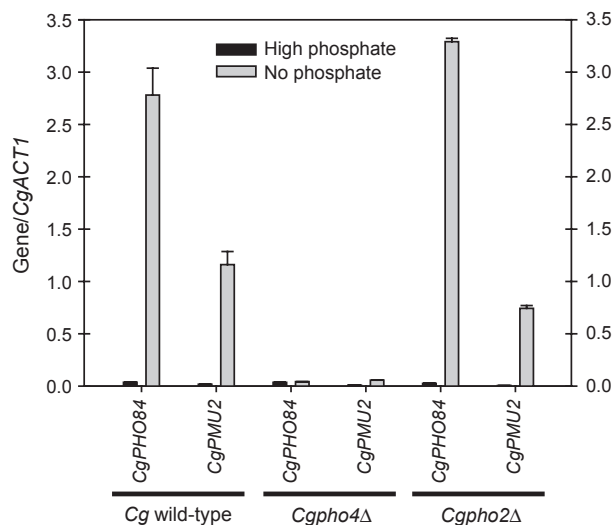 High phosphate
No phosphate
Gene/CgACT1
3.5
3.0
2.5
2.0
1.5
1.0
0.5
0.0
3.5
3.0
2.5
2.0
1.5
1.0
0.5
0.0
CgPHO84
CgPMU2
CgPHO84
CgPMU2
CgPHO84
CgPMU2
Cg wild-type
Cgpho4Δ
Cgpho2Δ